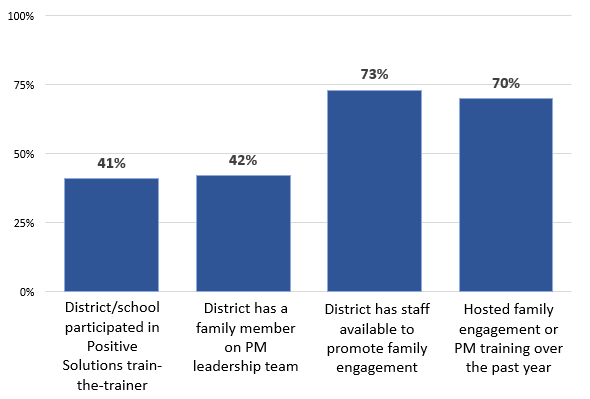 100%
75%
50%
25%
0%
41%
42%
73%
70%
District/school
participated in
Positive
Solutions train-
the-trainer
District has a
family member
on PM
leadership team
District has staff
available to
promote family
engagement
Hosted family
engagement or
PM training over
the past year